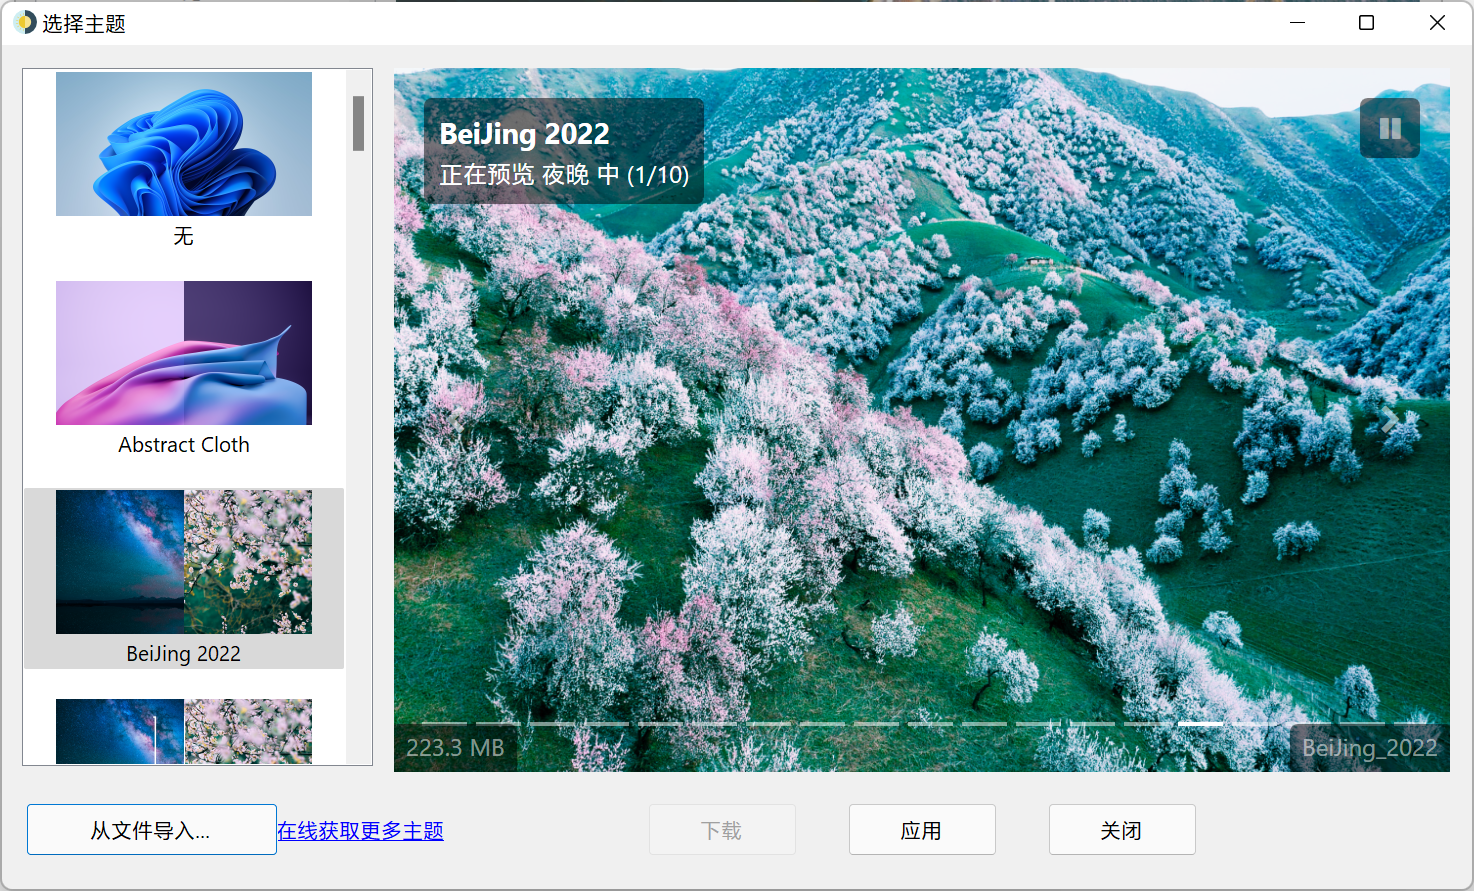 选择主题
无
Abstract Cloth
BeiJing 2022
BeiJing 2022
正在预览 夜晚 中 (1/10)
223.3 MB
BeiJing_2022
从文件导入...
在线获取更多主题
下载
应用
关闭